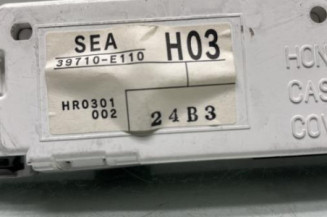 SEA H03
39710-E110
HR0301
002
24B3
HON
CAS
COV